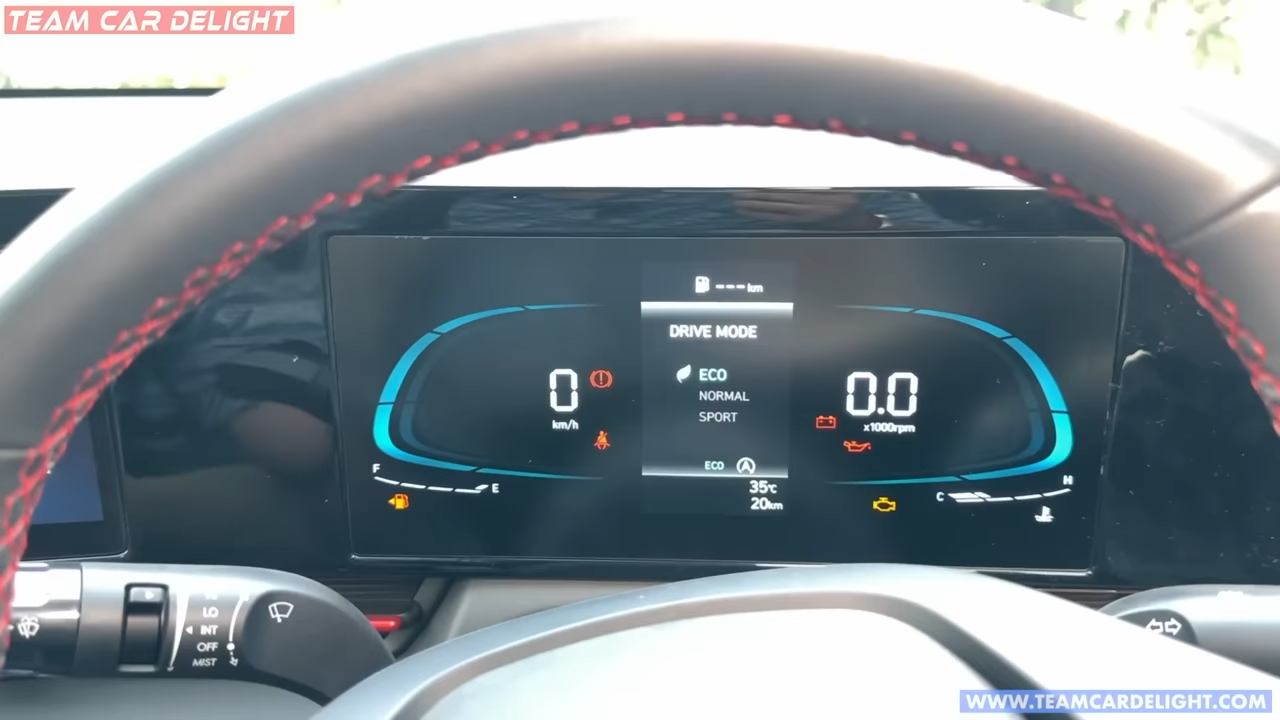 TEAM CAR DELIGHT
--- km
DRIVE MODE
ECO
NORMAL
SPORT
0
km/h
0.0
x1000rpm
ECO A
35°C
20km
F
E
C
H
LO
INT
OFF
MIST
WWW.TEAMCARDELIGHT.COM